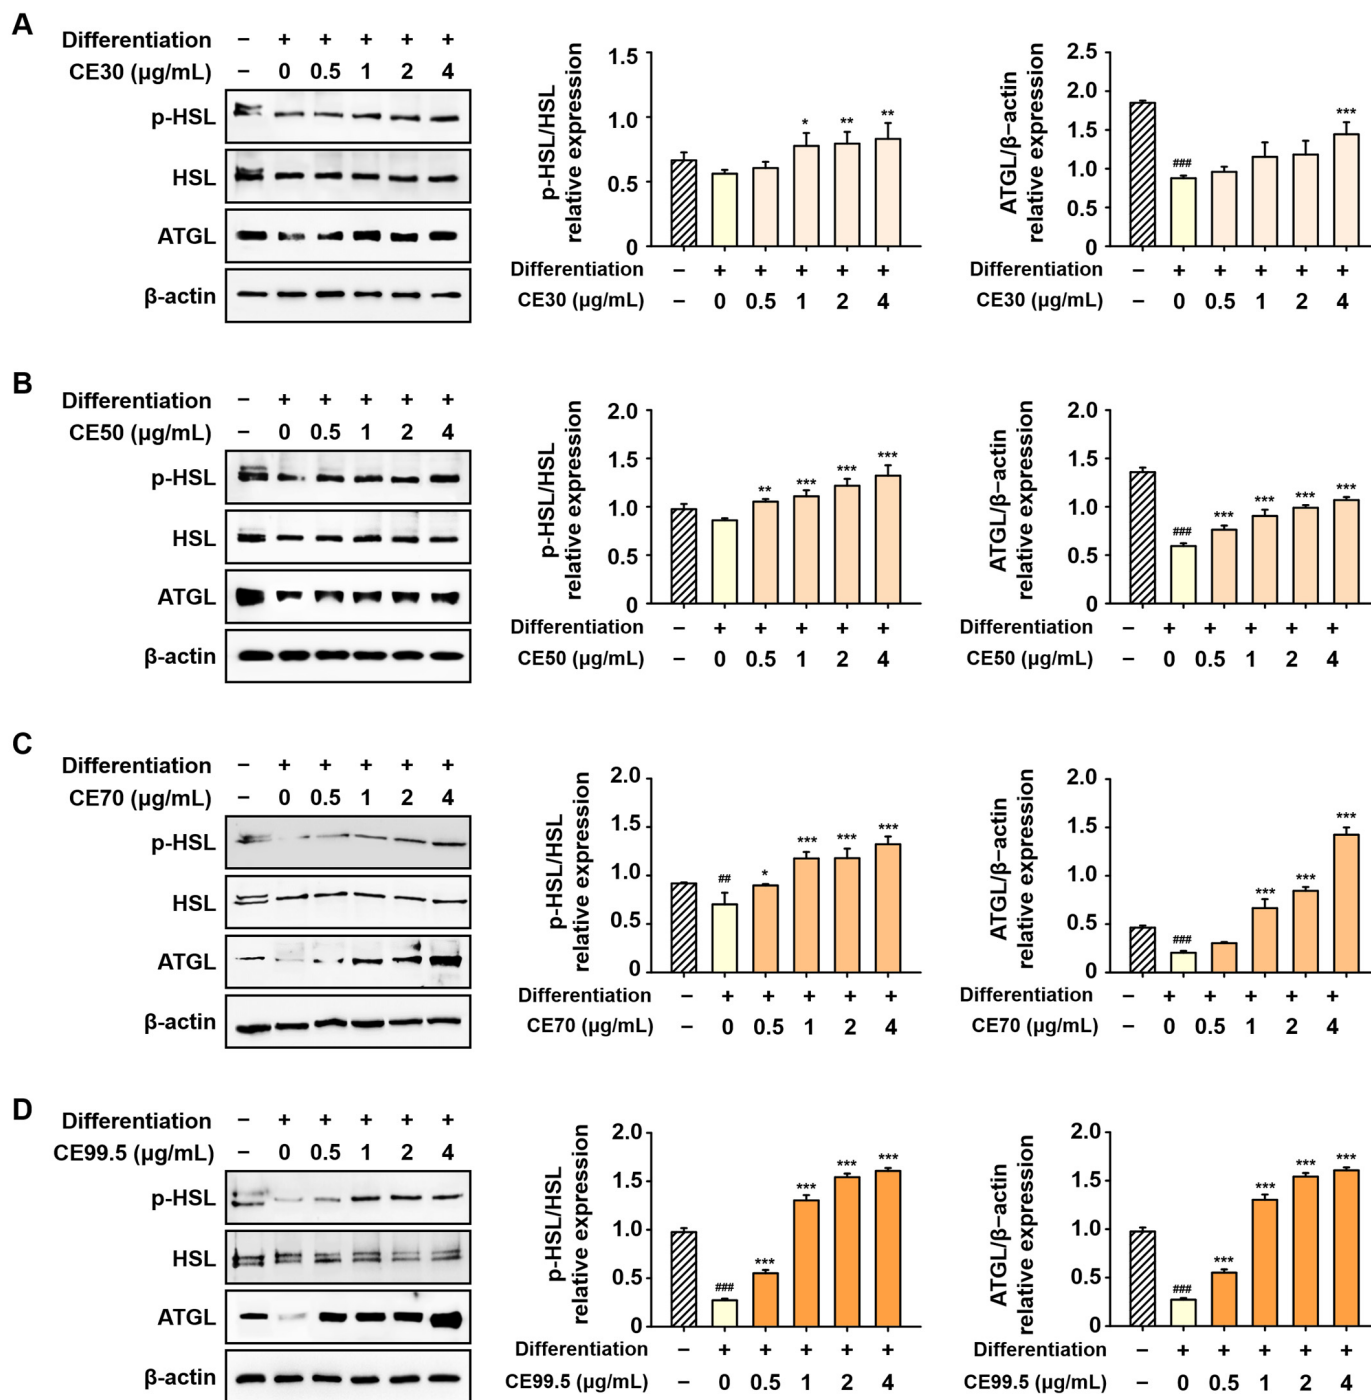 A
Differentiation − + + + + +
CE30 (μg/mL) − 0 0.5 1 2 4
p-HSL
HSL
ATGL
β-actin
p-HSL/HSL
relative expression
1.5
1.0
0.5
0
* ** **
Differentiation − + + + + +
CE30 (μg/mL) − 0 0.5 1 2 4
ATGL/β−actin
relative expression
2.5
2.0
1.5
1.0
0.5
0
### ***
Differentiation − + + + + +
CE30 (μg/mL) − 0 0.5 1 2 4
B
Differentiation − + + + + +
CE50 (μg/mL) − 0 0.5 1 2 4
p-HSL
HSL
ATGL
β-actin
p-HSL/HSL
relative expression
2.0
1.5
1.0
0.5
0
** *** *** ***
Differentiation − + + + + +
CE50 (μg/mL) − 0 0.5 1 2 4
ATGL/β−actin
relative expression
2.0
1.5
1.0
0.5
0
### *** *** *** ***
Differentiation − + + + + +
CE50 (μg/mL) − 0 0.5 1 2 4
C
Differentiation − + + + + +
CE70 (μg/mL) − 0 0.5 1 2 4
p-HSL
HSL
ATGL
β-actin
p-HSL/HSL
relative expression
2.0
1.5
1.0
0.5
0
## * *** *** ***
Differentiation − + + + + +
CE70 (μg/mL) − 0 0.5 1 2 4
ATGL/β−actin
relative expression
2.0
1.5
1.0
0.5
0
### *** *** ***
Differentiation − + + + + +
CE70 (μg/mL) − 0 0.5 1 2 4
D
Differentiation − + + + + +
CE99.5 (μg/mL) − 0 0.5 1 2 4
p-HSL
HSL
ATGL
β-actin
p-HSL/HSL
relative expression
2.0
1.5
1.0
0.5
0
### *** *** *** ***
Differentiation − + + + + +
CE99.5 (μg/mL) − 0 0.5 1 2 4
ATGL/β−actin
relative expression
2.0
1.5
1.0
0.5
0
### *** *** *** ***
Differentiation − + + + + +
CE99.5 (μg/mL) − 0 0.5 1 2 4